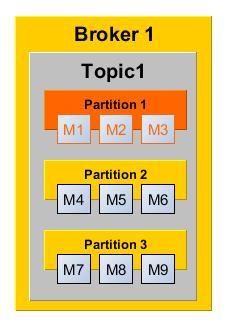 Broker 1
Topic1
Partition 1
M1 M2 M3
Partition 2
M4 M5 M6
Partition 3
M7 M8 M9